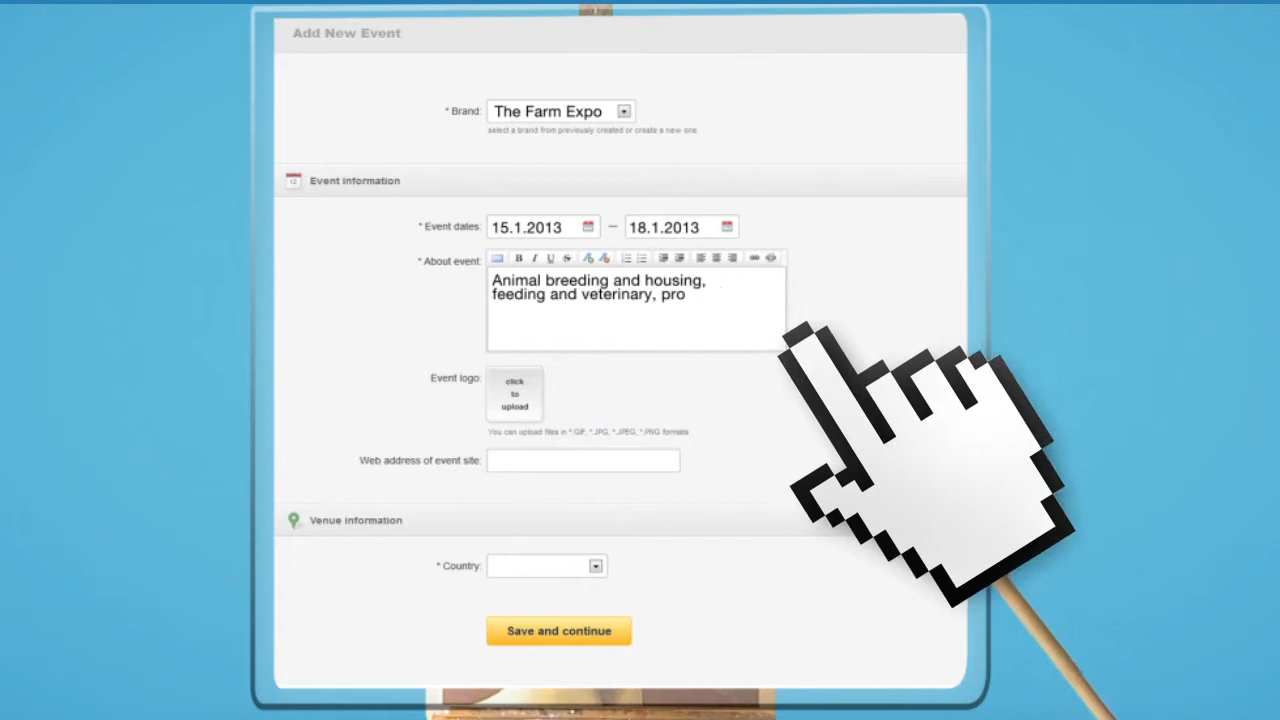 Add New Event
* Brand: The Farm Expo
select a brand from previously created or create a new one
12
Event information
* Event dates: 15.1.2013 – 18.1.2013
* About event:
B I U S
Animal breeding and housing,
feeding and veterinary, pro
Event logo:
click
to
upload
You can upload files in *.GIF, *.JPG, *.JPEG, *.PNG formats
Web address of event site:
Venue information
* Country:
Save and continue